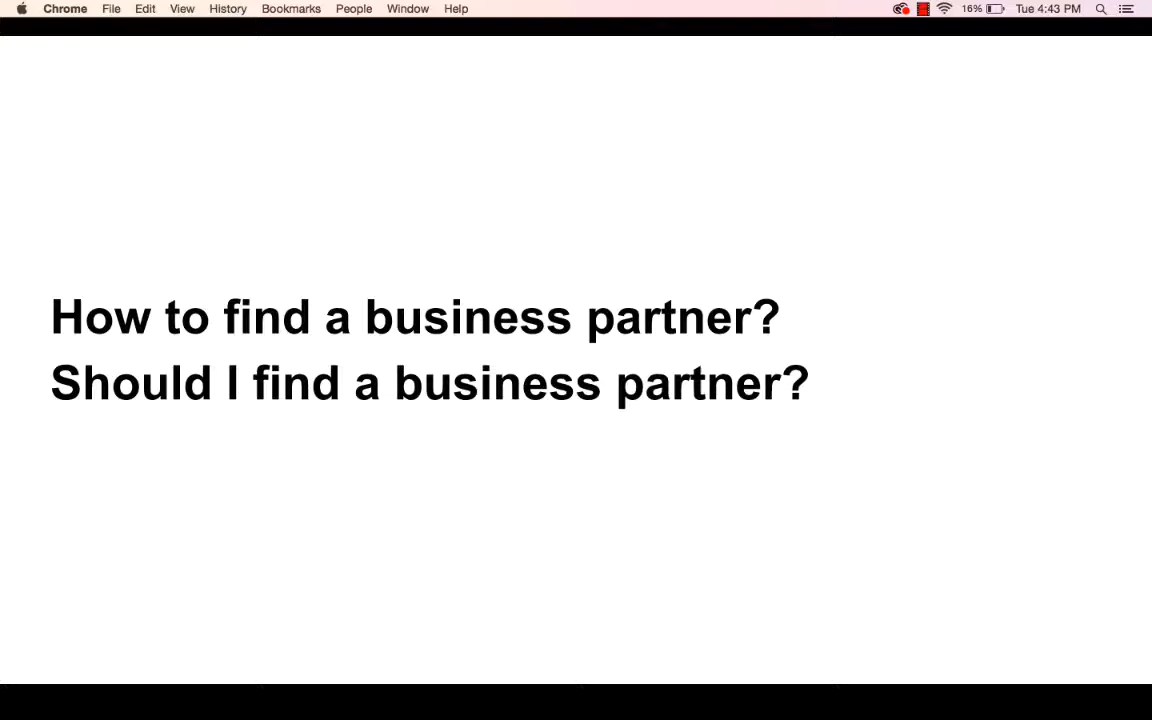 Chrome File Edit View History Bookmarks People Window Help 16% Tue 4:43 PM
How to find a business partner?
Should I find a business partner?